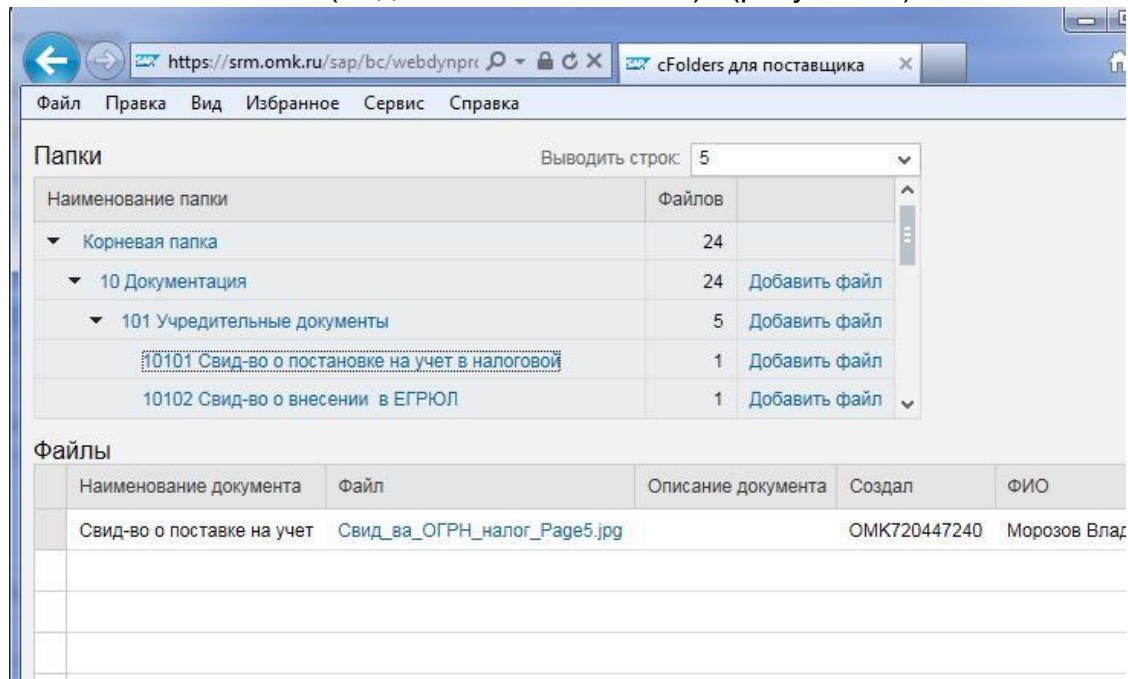 https://srm.omk.ru/sap/bc/webdynpr
cFolders для поставщика
Файл Правка Вид Избранное Сервис Справка
Папки Выводить строк: 5
Наименование папки Файлов
Корневая папка 24
10 Документация 24 Добавить файл
101 Учредительные документы 5 Добавить файл
10101 Свид-во о постановке на учет в налоговой 1 Добавить файл
10102 Свид-во о внесении в ЕГРЮЛ 1 Добавить файл
Файлы
Наименование документа Файл Описание документа Создал ФИО
Свид-во о поставке на учет Свид_ва_ОГРН_налог_Page5.jpg ОМК720447240 Морозов Влад